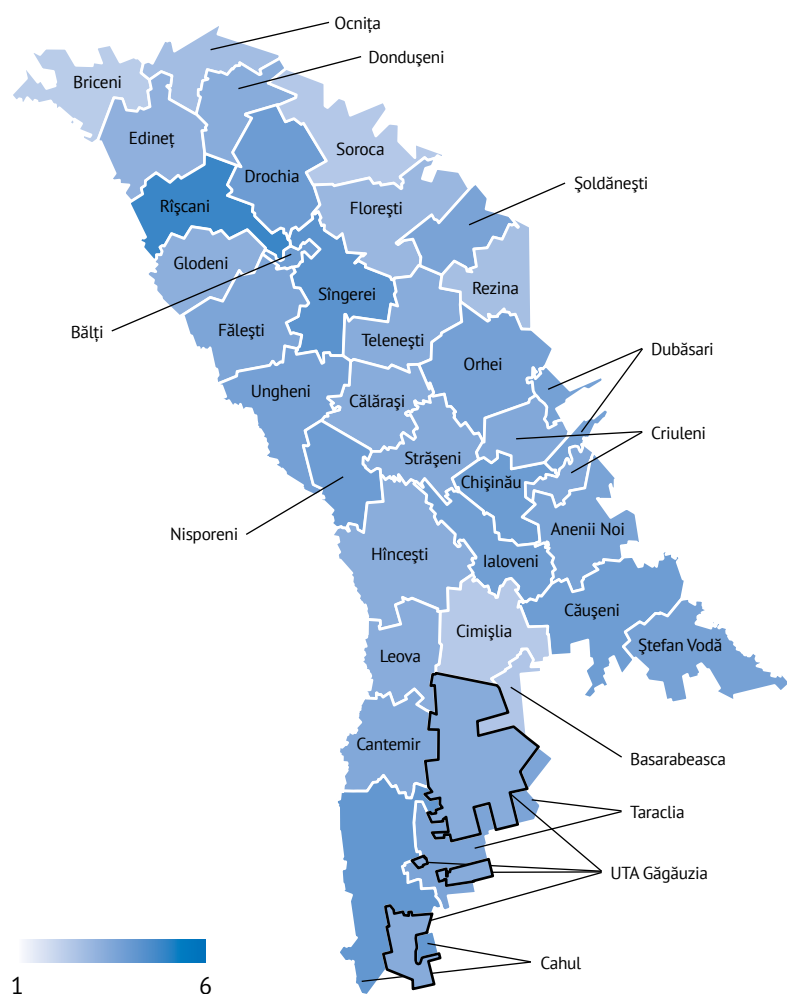 Ocnița
Dondușeni
Briceni
Edineț
Soroca
Drochia
Șoldănești
Rîșcani
Florești
Glodeni
Rezina
Sîngerei
Bălți
Fălești
Telenești
Dubăsari
Orhei
Ungheni
Călărași
Criuleni
Strășeni
Chișinău
Nisporeni
Anenii Noi
Hîncești
Ialoveni
Căușeni
Cimișlia
Ștefan Vodă
Leova
Cantemir
Basarabeasca
Taraclia
UTA Găgăuzia
Cahul
1
6